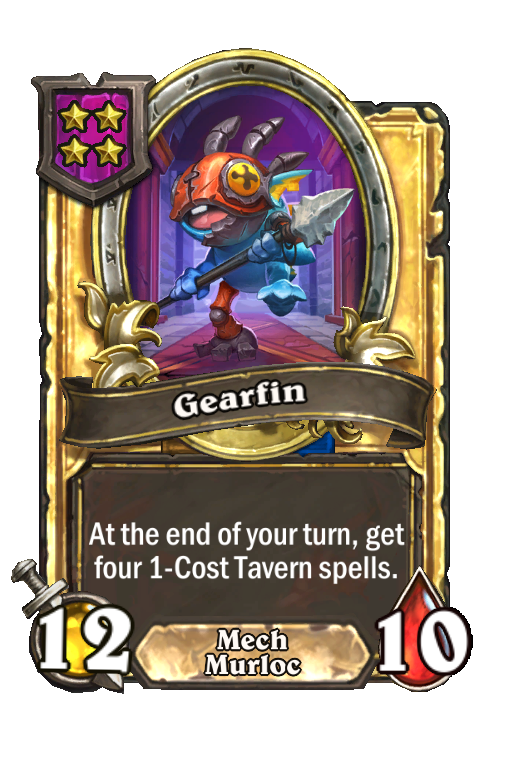 Gearfin
At the end of your turn, get
four 1-Cost Tavern spells.
12
Mech
Murloc
10